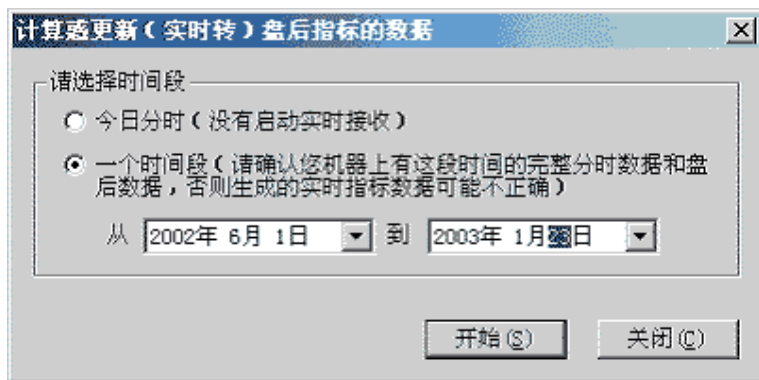 计算惑更新(实时转)盘后指标的数据
请选择时间段
今日分时(没有启动实时接收)
一个时间段(请确认您机器上有这段时间的完整分时数据和盘
后数据,否则生成的实时指标数据可能不正确)
从 2002年 6月 1日 到 2003年 1月 日
开始(S) 关闭(C)